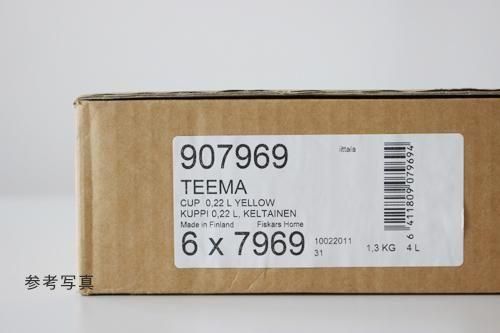 907969
iittala
TEEMA
CUP 0,22 L YELLOW
KUPPI 0,22 L, KELTAINEN
Made in Finland Fiskars Home
6 x 7969
10022011
31
1,3 KG 4 L
6 411809 079694
参考写真